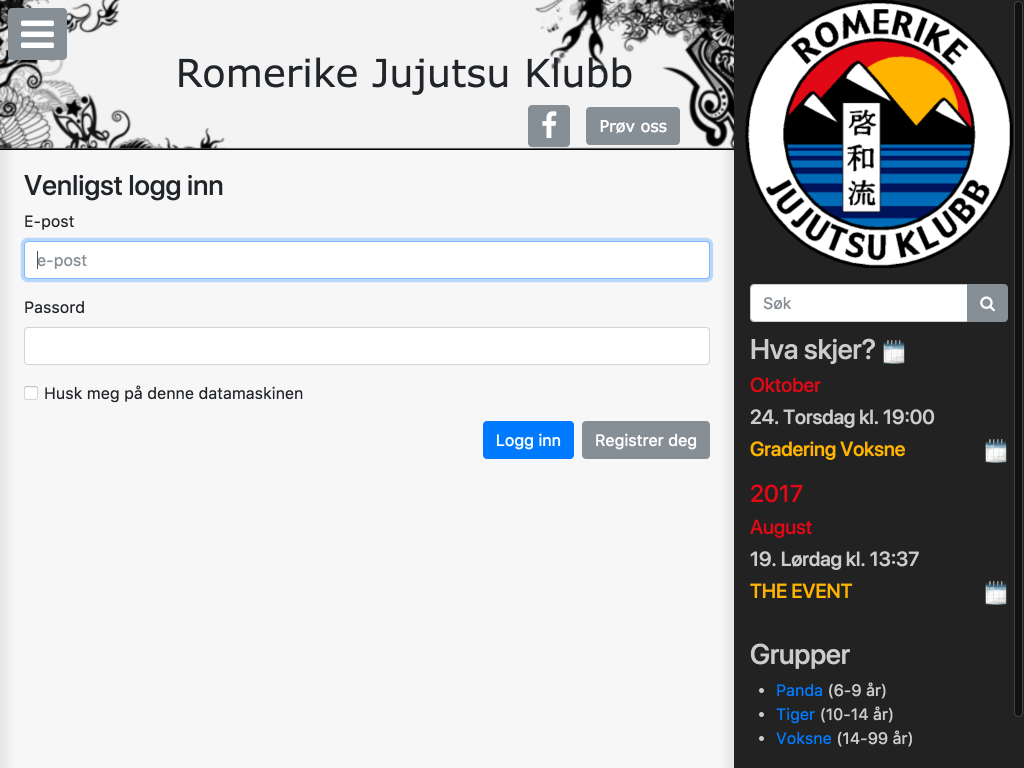 Romerike Jujutsu Klubb
Prøv oss
Venligst logg inn
E-post
e-post
Passord
Husk meg på denne datamaskinen
Logg inn
Registrer deg
ROMERIKE
啓和流
JUJUTSU KLUBB
Søk
Hva skjer?
Oktober
24. Torsdag kl. 19:00
Gradering Voksne
2017
August
19. Lørdag kl. 13:37
THE EVENT
Grupper
• Panda (6-9 år)
• Tiger (10-14 år)
• Voksne (14-99 år)